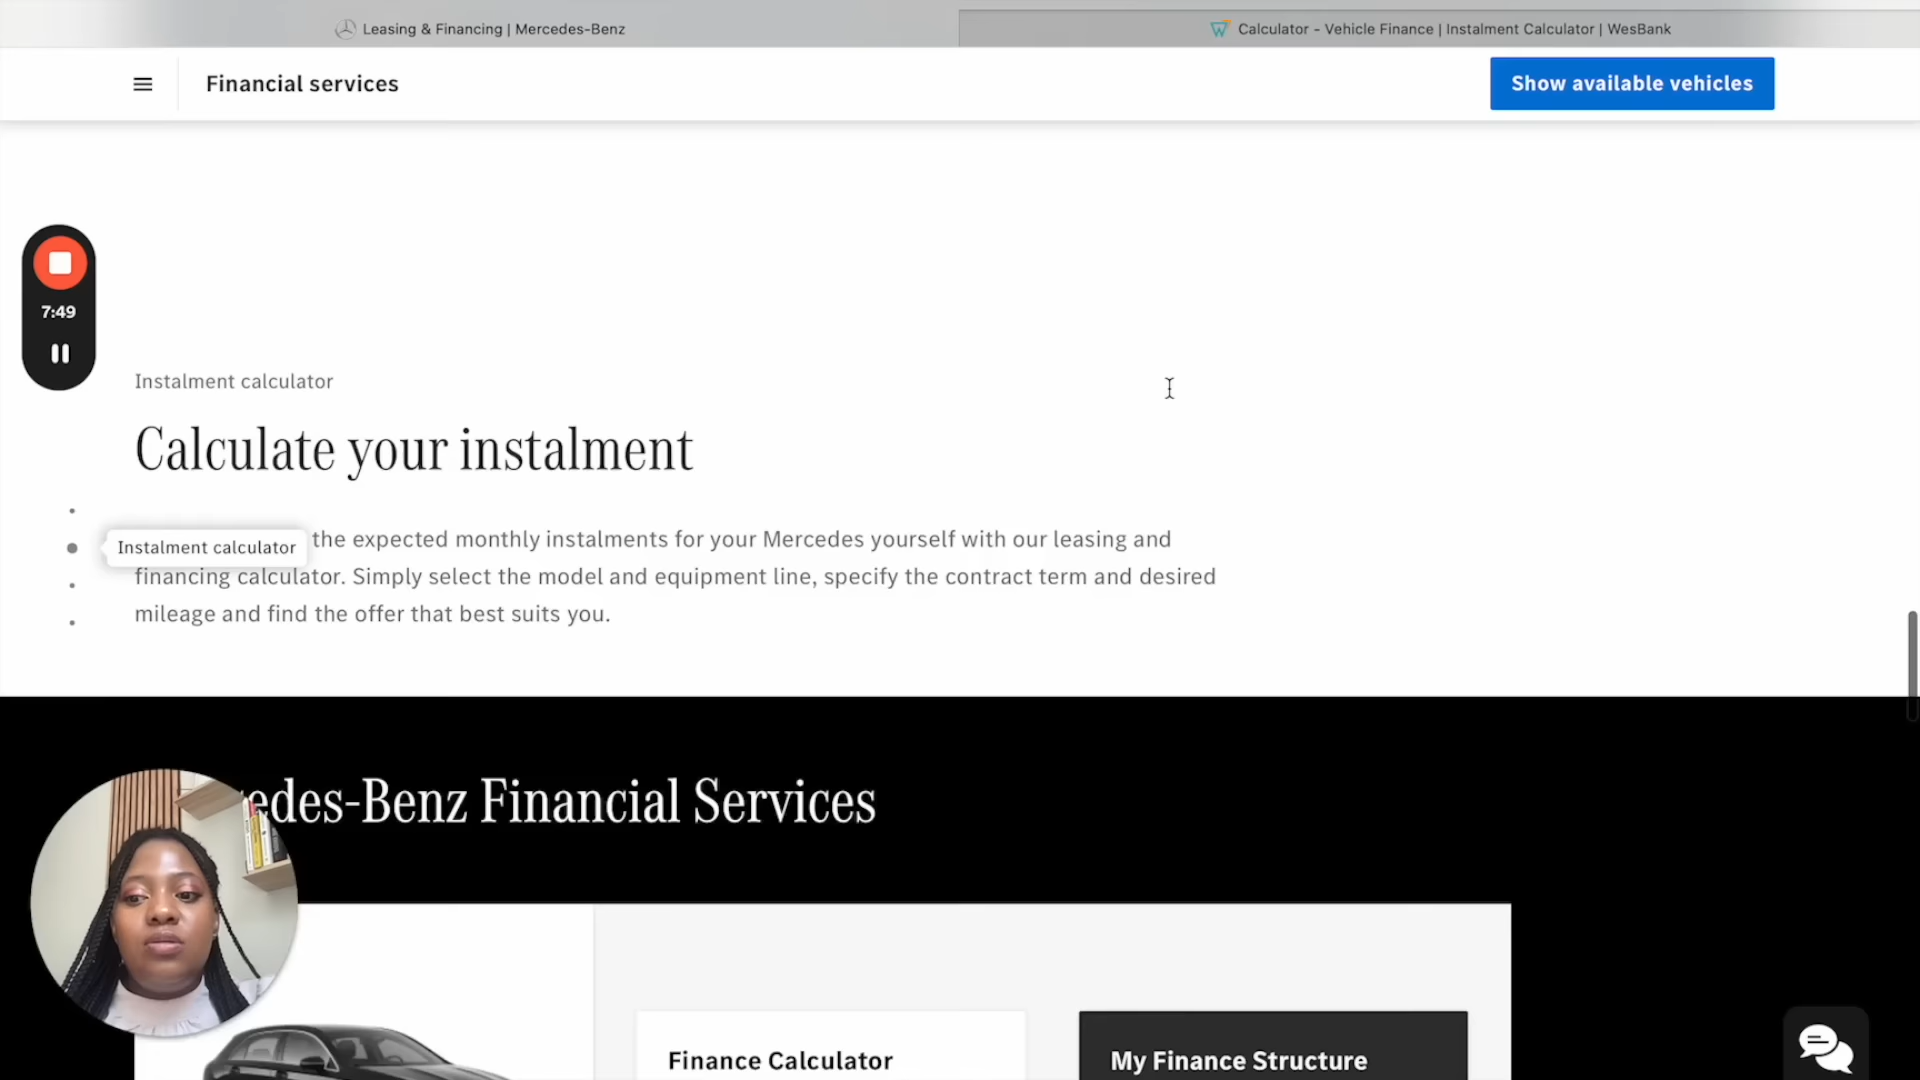 Leasing & Financing | Mercedes-Benz
Calculator - Vehicle Finance | Instalment Calculator | WesBank
Financial services
Show available vehicles
7:49
Instalment calculator
Calculate your instalment
Instalment calculator
the expected monthly instalments for your Mercedes yourself with our leasing and
financing calculator. Simply select the model and equipment line, specify the contract term and desired
mileage and find the offer that best suits you.
edes-Benz Financial Services
Finance Calculator
My Finance Structure